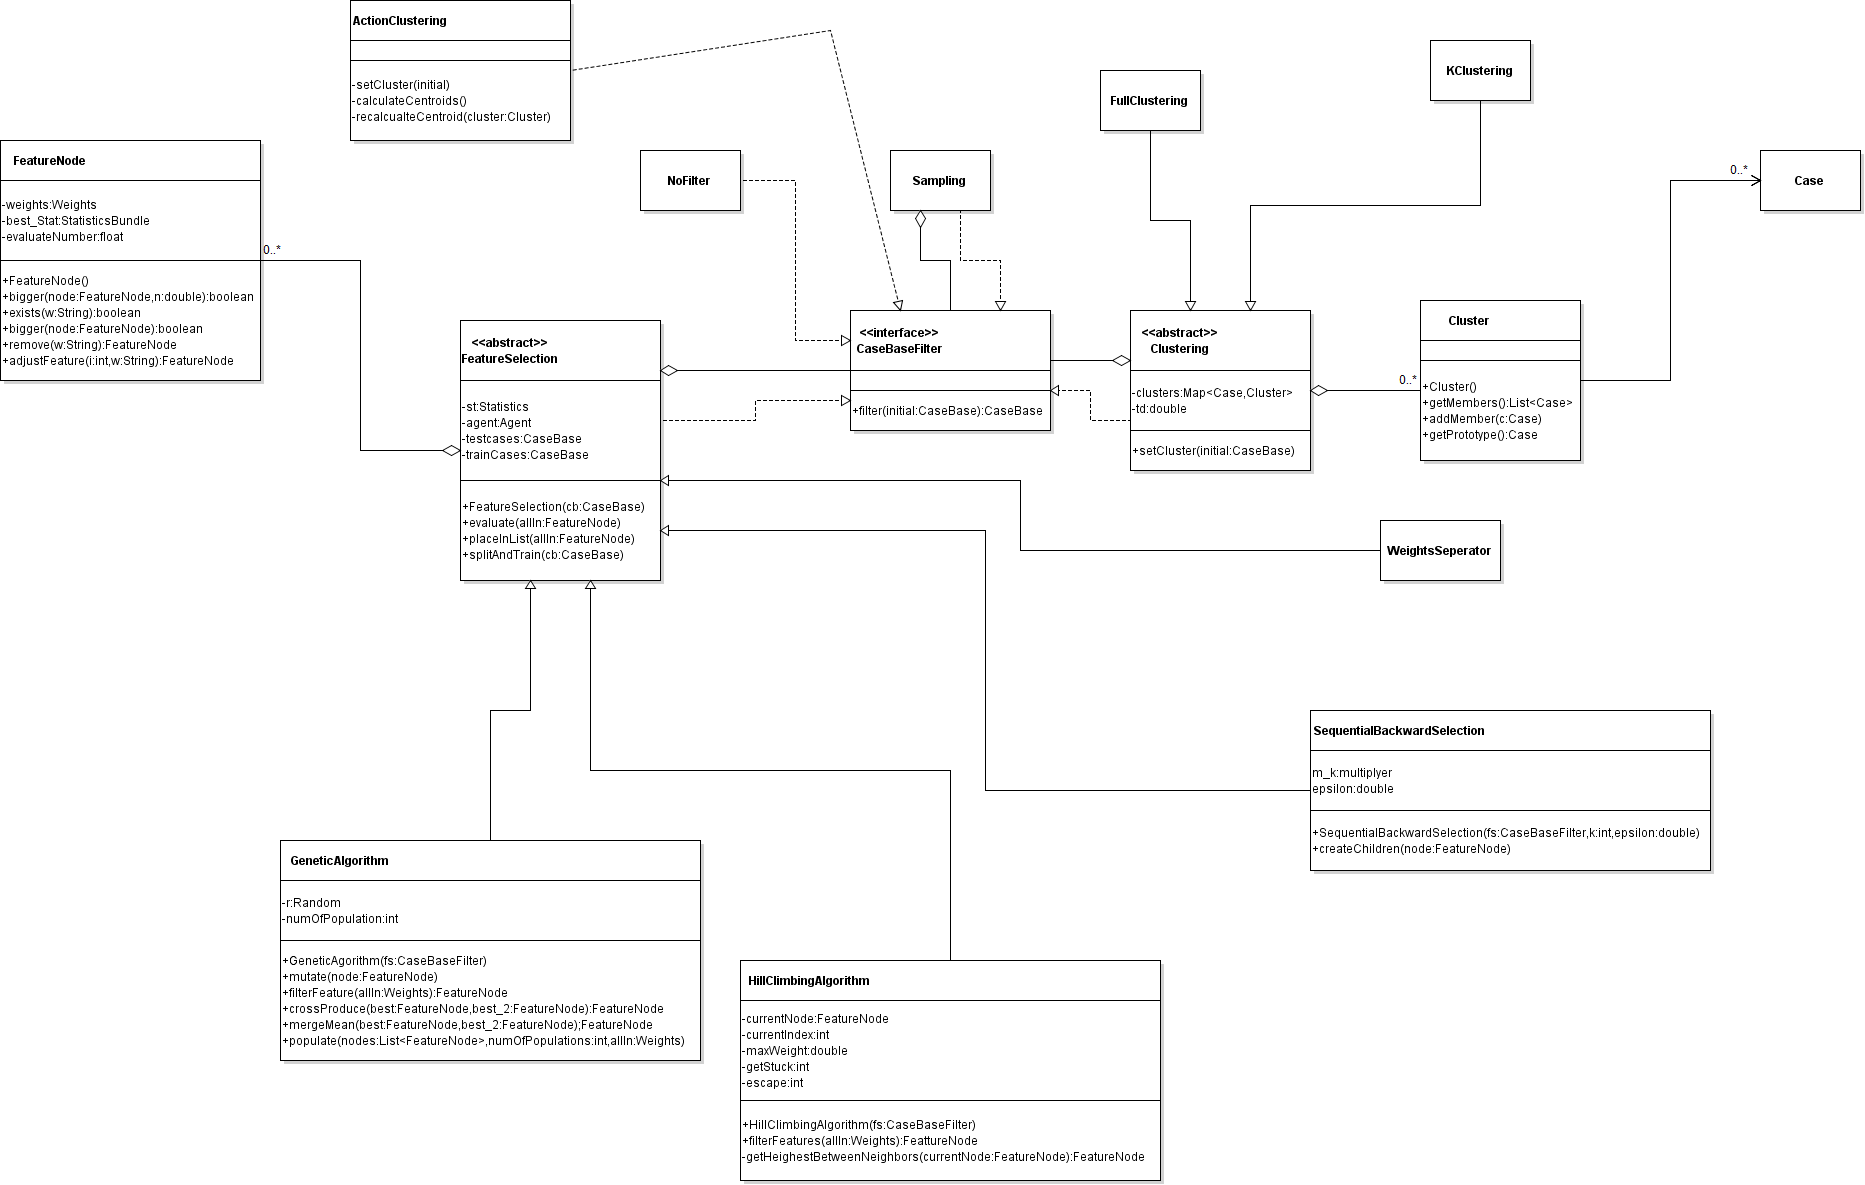 ActionClustering
-setCluster(initial)
-calculateCentroids()
-recalcualteCentroid(cluster:Cluster)
FeatureNode
-weights:Weights
-best_Stat:StatisticsBundle
-evaluateNumber:float
+FeatureNode()
+bigger(node:FeatureNode,n:double):boolean
+exists(w:String):boolean
+bigger(node:FeatureNode):boolean
+remove(w:String):FeatureNode
+adjustFeature(i:int,w:String):FeatureNode
0..*
NoFilter
Sampling
FullClustering
KClustering
0..*
Case
<<abstract>>
FeatureSelection
-st:Statistics
-agent:Agent
-testcases:CaseBase
-trainCases:CaseBase
+FeatureSelection(cb:CaseBase)
+evaluate(allIn:FeatureNode)
+placeInList(allIn:FeatureNode)
+splitAndTrain(cb:CaseBase)
<<interface>>
CaseBaseFilter
+filter(initial:CaseBase):CaseBase
<<abstract>>
Clustering
-clusters:Map<Case,Cluster>
-td:double
+setCluster(initial:CaseBase)
0..*
Cluster
+Cluster()
+getMembers():List<Case>
+addMember(c:Case)
+getPrototype():Case
WeightsSeperator
SequentialBackwardSelection
m_k:multiplyer
epsilon:double
+SequentialBackwardSelection(fs:CaseBaseFilter,k:int,epsilon:double)
+createChildren(node:FeatureNode)
GeneticAlgorithm
-r:Random
-numOfPopulation:int
+GeneticAgorithm(fs:CaseBaseFilter)
+mutate(node:FeatureNode)
+filterFeature(allIn:Weights):FeatureNode
+crossProduce(best:FeatureNode,best_2:FeatureNode):FeatureNode
+mergeMean(best:FeatureNode,best_2:FeatureNode);FeatureNode
+populate(nodes:List<FeatureNode>,numOfPopulations:int,allIn:Weights)
HillClimbingAlgorithm
-currentNode:FeatureNode
-currentIndex:int
-maxWeight:double
-getStuck:int
-escape:int
+HillClimbingAlgorithm(fs:CaseBaseFilter)
+filterFeatures(allIn:Weights):FeattureNode
-getHeighestBetweenNeighbors(currentNode:FeatureNode):FeatureNode